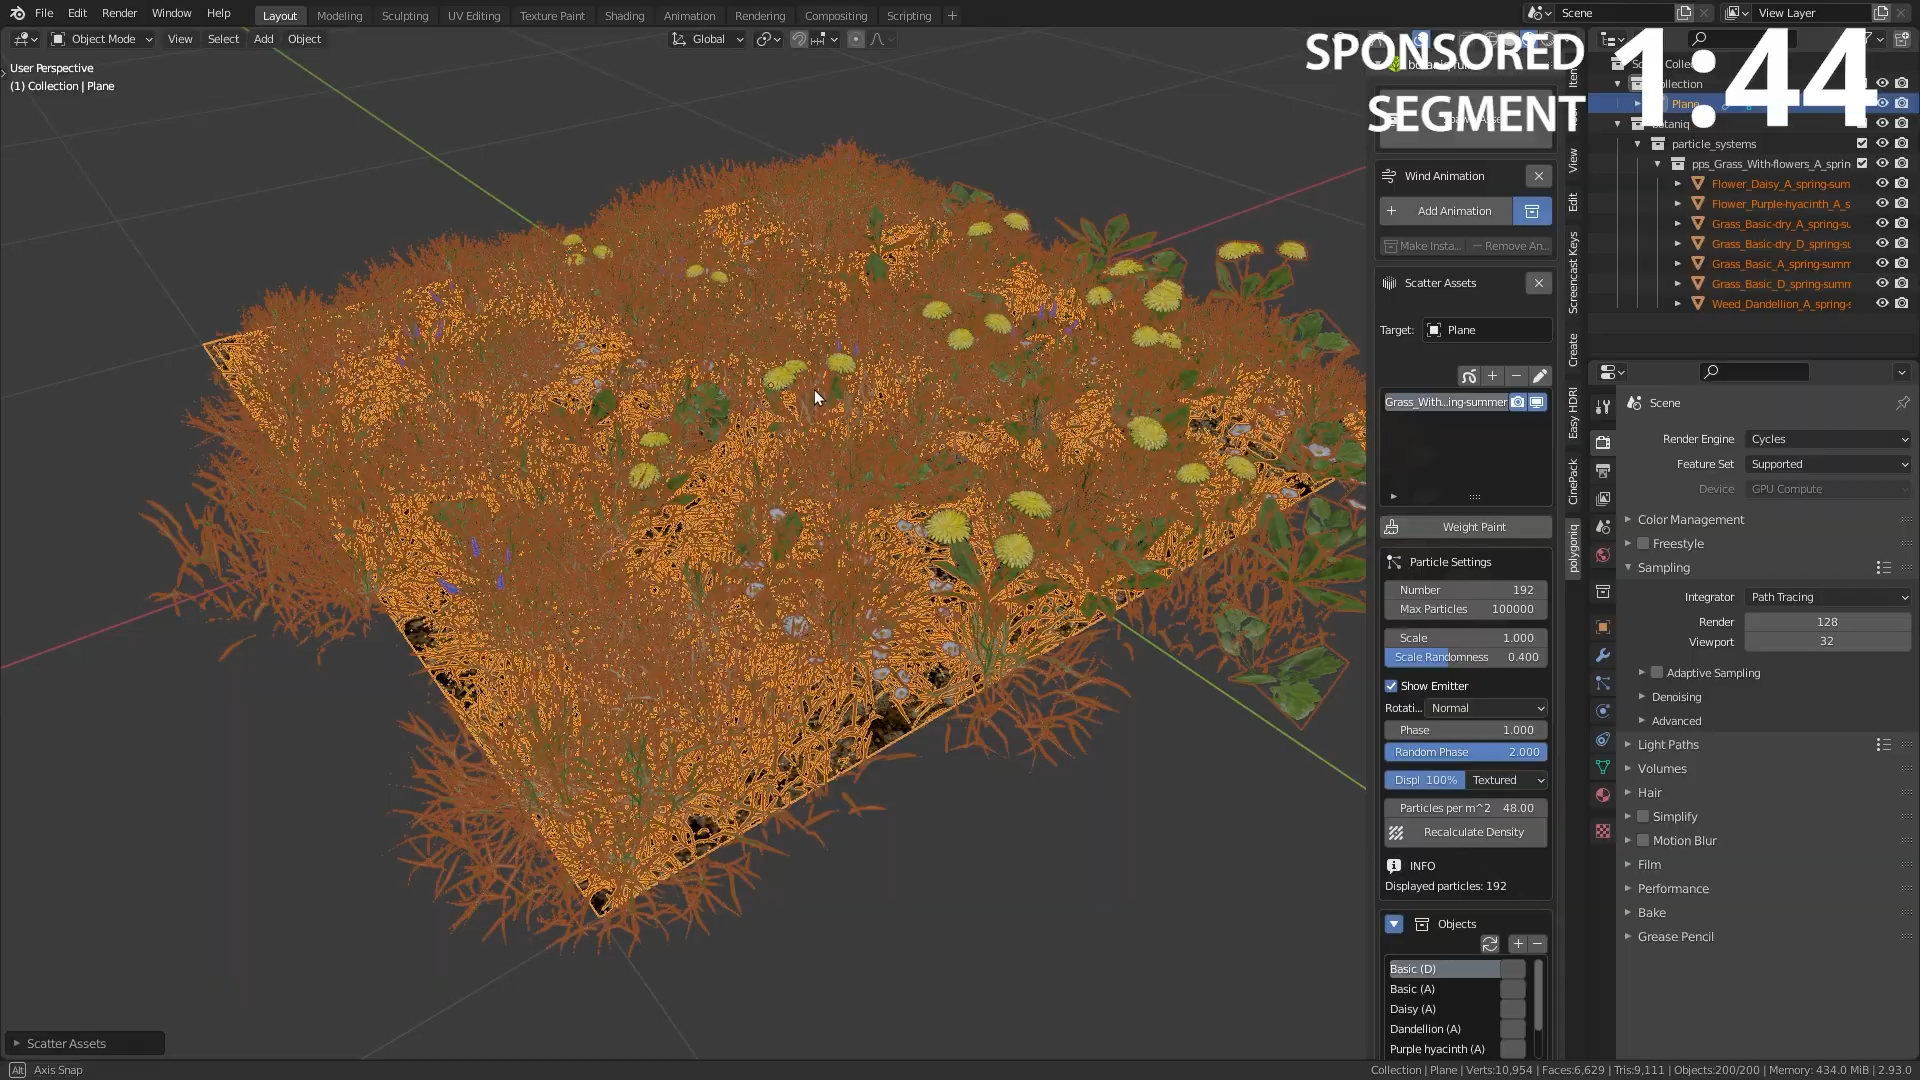 File Edit Render Window Help
Layout Modeling Sculpting UV Editing Texture Paint Shading Animation Rendering Compositing Scripting +
Scene
View Layer
Object Mode View Select Add Object
Global
User Perspective
(1) Collection | Plane
SPONSORED
SEGMENT
1:44
Wind Animation
Add Animation
Make Insta...
Remove An...
Scatter Assets
Target: Plane
Grass_With...ing-summer
Weight Paint
Particle Settings
Number 192
Max Particles 100000
Scale 1.000
Scale Randomness 0.400
Show Emitter
Rotati... Normal
Phase 1.000
Random Phase 2.000
Displ 100% Textured
Particles per m^2 48.00
Recalculate Density
INFO
Displayed particles: 192
Objects
Basic (D)
Basic (A)
Daisy (A)
Dandellion (A)
Purple hyacinth (A)
View
Edit
Screencast Keys
Create
Easy HDRI
CinePack
polygoniq
Plane
particle_systems
pps_Grass_With-flowers_A_sprin
Flower_Daisy_A_spring-sum
Flower_Purple-hyacinth_A_s
Grass_Basic-dry_A_spring-su
Grass_Basic-dry_D_spring-su
Grass_Basic_A_spring-summ
Grass_Basic_D_spring-summ
Weed_Dandellion_A_spring-s
Scene
Render Engine Cycles
Feature Set Supported
Device GPU Compute
Color Management
Freestyle
Sampling
Integrator Path Tracing
Render 128
Viewport 32
Adaptive Sampling
Denoising
Advanced
Light Paths
Volumes
Hair
Simplify
Motion Blur
Film
Performance
Bake
Grease Pencil
Scatter Assets
Alt Axis Snap
Collection | Plane | Verts:10,954 | Faces:6,629 | Tris:9,111 | Objects:200/200 | Memory: 434.0 MiB | 2.93.0